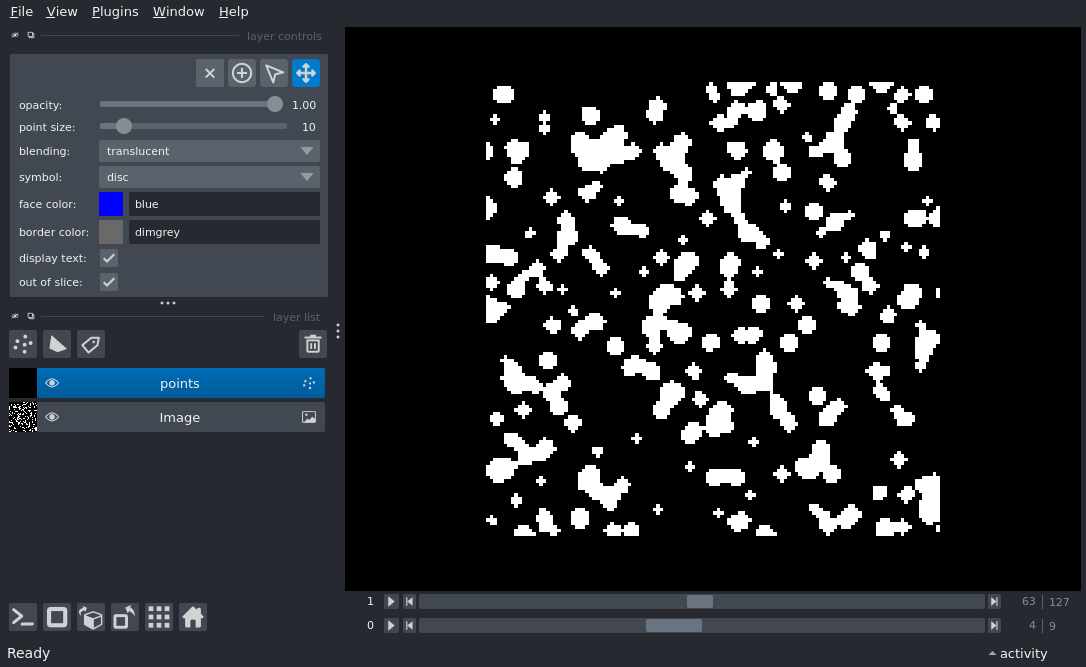 File View Plugins Window Help
layer controls
opacity: 1.00
point size: 10
blending: translucent
symbol: disc
face color: blue
border color: dimgrey
display text:
out of slice:
layer list
points
Image
1 63 | 127
0 4 | 9
Ready activity